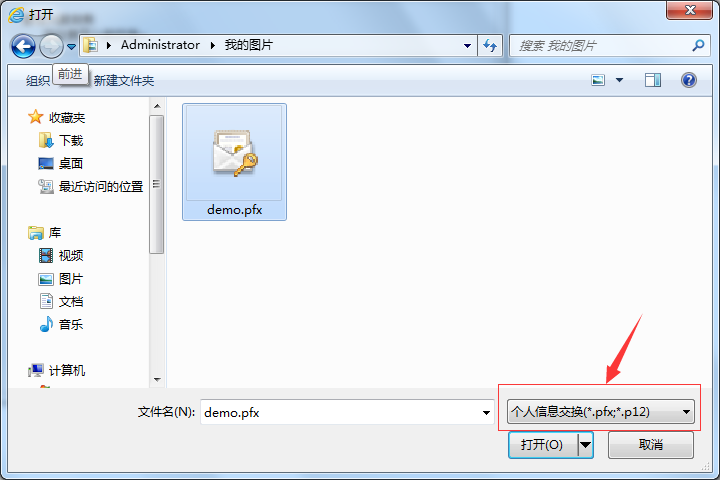 打开
Administrator 我的图片
搜索 我的图片
组织
前进
新建文件夹
收藏夹
下载
桌面
最近访问的位置
库
视频
图片
文档
音乐
计算机
demo.pfx
文件名(N):
demo.pfx
个人信息交换(*.pfx;*.p12)
打开(O)
取消